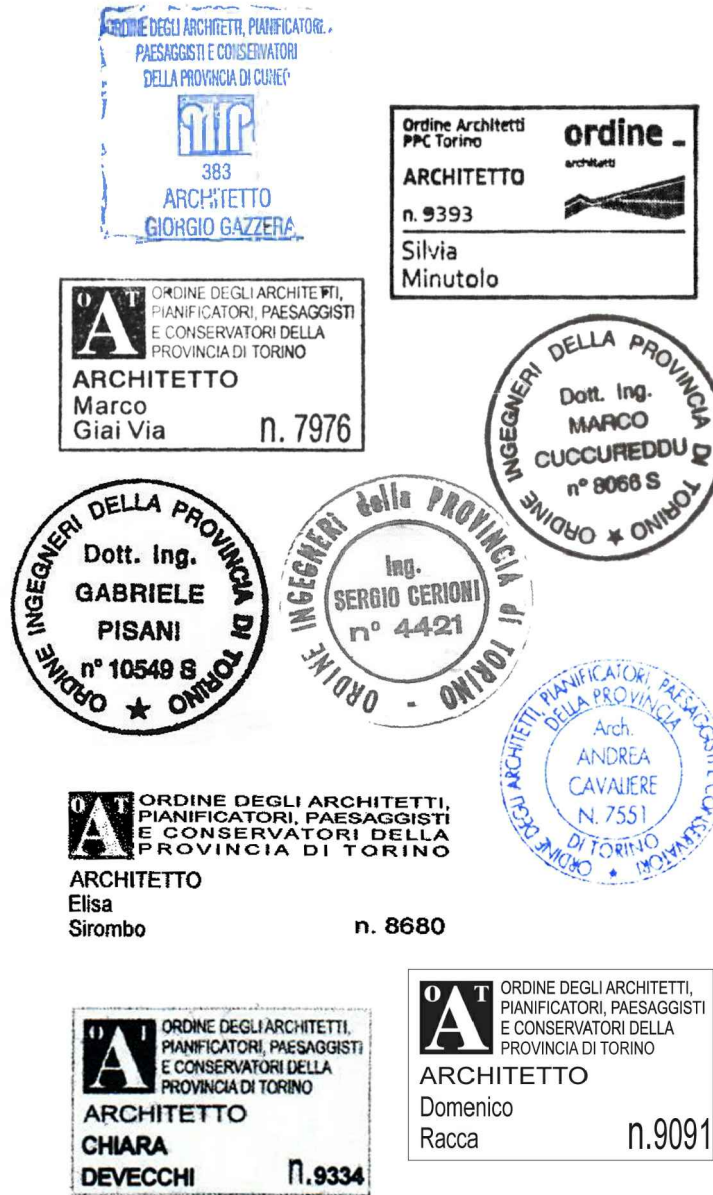 ORDINE DEGLI ARCHITETTI, PIANIFICATORI,
PAESAGGISTI E CONSERVATORI
DELLA PROVINCIA DI CUNEO
383
ARCHITETTO
GIORGIO GAZZERA
Ordine Architetti
PPC Torino
ordine
architetti
ARCHITETTO
n. 9393
Silvia
Minutolo
OAT
ORDINE DEGLI ARCHITETTI,
PIANIFICATORI, PAESAGGISTI
E CONSERVATORI DELLA
PROVINCIA DI TORINO
ARCHITETTO
Marco
Giai Via
n. 7976
ORDINE INGEGNERI DELLA PROVINCIA DI TORINO
Dott. Ing.
MARCO
CUCCUREDDU
n° 8066 S
ORDINE INGEGNERI DELLA PROVINCIA DI TORINO
Dott. Ing.
GABRIELE
PISANI
n° 10549 S
ORDINE INGEGNERI della PROVINCIA di TORINO -
Ing.
SERGIO CERIONI
n° 4421
ORDINE DEGLI ARCHITETTI, PIANIFICATORI, PAESAGGISTI E CONSERVATORI
DELLA PROVINCIA
Arch.
ANDREA
CAVALIERE
N. 7551
DI TORINO
OAT
ORDINE DEGLI ARCHITETTI,
PIANIFICATORI, PAESAGGISTI
E CONSERVATORI DELLA
PROVINCIA DI TORINO
ARCHITETTO
Elisa
Sirombo
n. 8680
OAT
ORDINE DEGLI ARCHITETTI,
PIANIFICATORI, PAESAGGISTI
E CONSERVATORI DELLA
PROVINCIA DI TORINO
ARCHITETTO
CHIARA
DEVECCHI
n.9334
OAT
ORDINE DEGLI ARCHITETTI,
PIANIFICATORI, PAESAGGISTI
E CONSERVATORI DELLA
PROVINCIA DI TORINO
ARCHITETTO
Domenico
Racca
n.9091